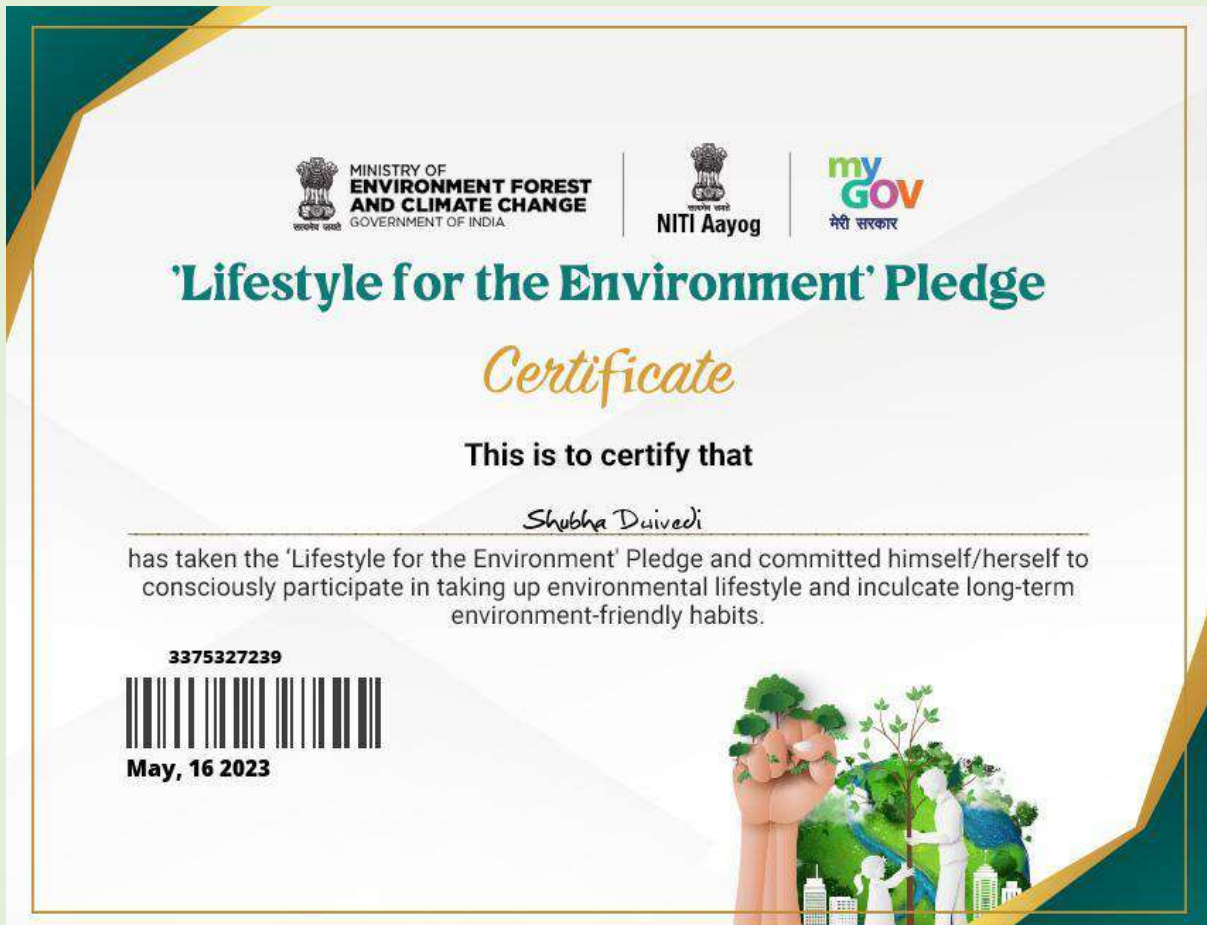 MINISTRY OF
ENVIRONMENT FOREST
AND CLIMATE CHANGE
GOVERNMENT OF INDIA
सत्यमेव जयते
सत्यमेव जयते
NITI Aayog
my
GOV
मेरी सरकार
'Lifestyle for the Environment' Pledge
Certificate
This is to certify that
Shubha Dwivedi
has taken the 'Lifestyle for the Environment' Pledge and committed himself/herself to
consciously participate in taking up environmental lifestyle and inculcate long-term
environment-friendly habits.
3375327239
May, 16 2023